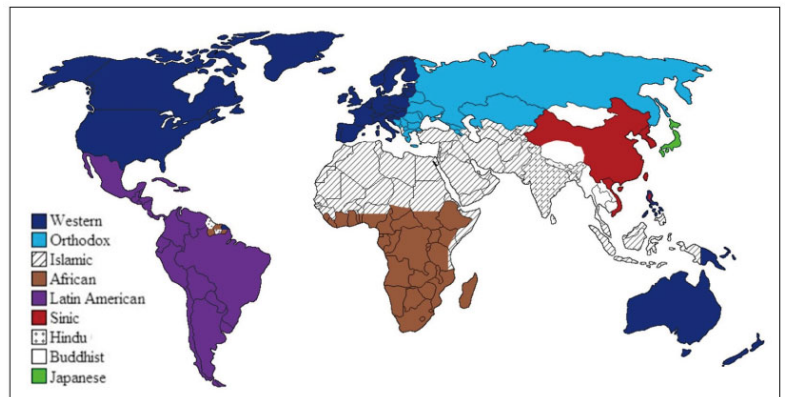 Western
Orthodox
Islamic
African
Latin American
Sinic
Hindu
Buddhist
Japanese